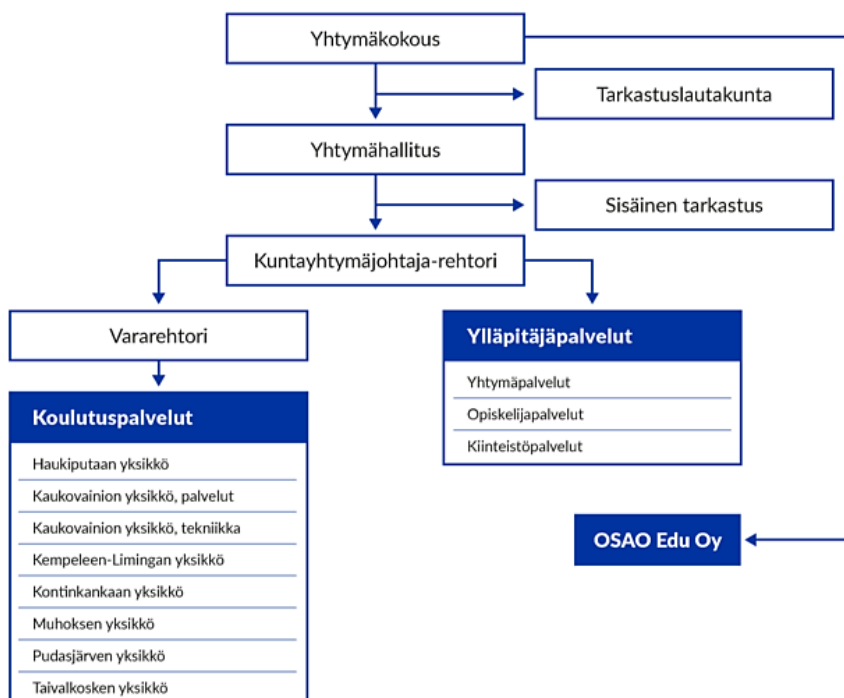 Yhtymäkokous
Tarkastuslautakunta
Yhtymähallitus
Sisäinen tarkastus
Kuntayhtymäjohtaja-rehtori
Vararehtori
Koulutuspalvelut
Haukiputaan yksikkö
Kaukovainion yksikkö, palvelut
Kaukovainion yksikkö, tekniikka
Kempeleen-Limingan yksikkö
Kontinkankaan yksikkö
Muhoksen yksikkö
Pudasjärven yksikkö
Taivalkosken yksikkö
Ylläpitäjäpalvelut
Yhtymäpalvelut
Opiskelijapalvelut
Kiinteistöpalvelut
OSAO Edu Oy